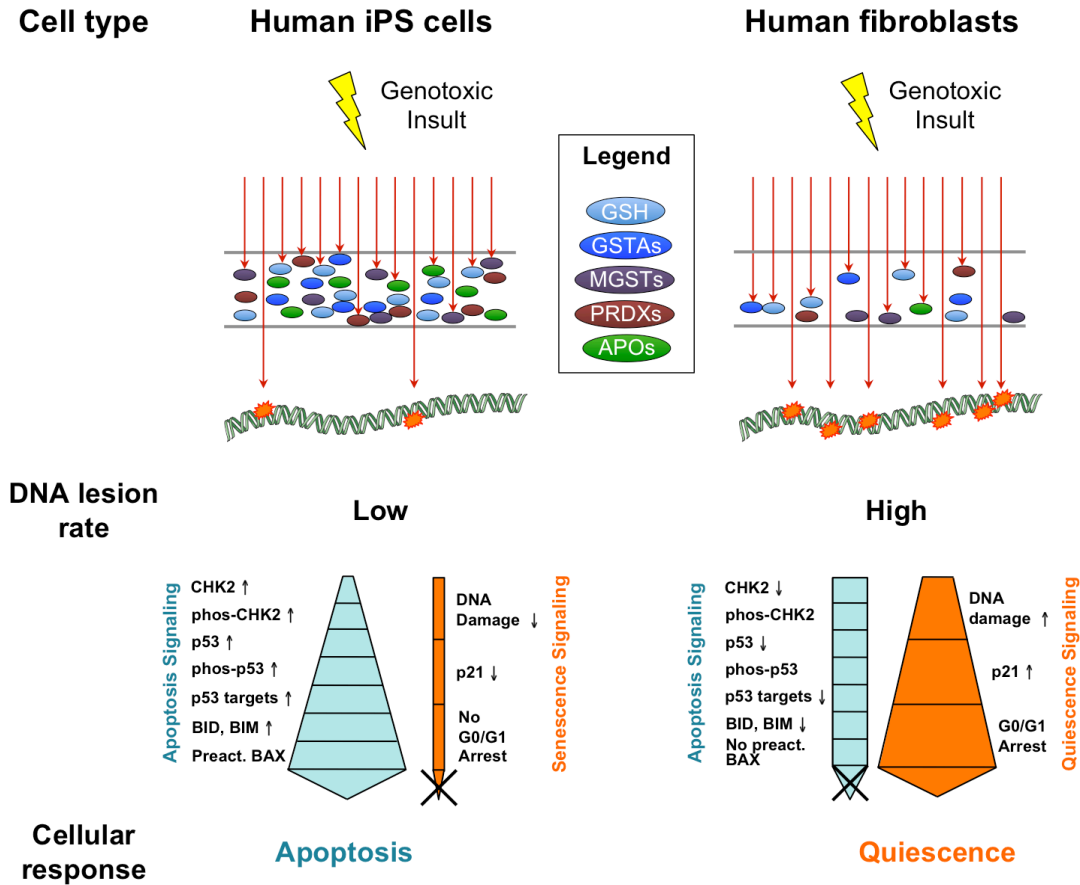 Cell type
Human iPS cells
Human fibroblasts
Genotoxic
Insult
Genotoxic
Insult
Legend
GSH
GSTAs
MGSTs
PRDXs
APOs
DNA lesion
rate
Low
High
Apoptosis Signaling
CHK2 ↑
phos-CHK2 ↑
p53 ↑
phos-p53 ↑
p53 targets ↑
BID, BIM ↑
Preact. BAX
DNA
Damage ↓
p21 ↓
No
G0/G1
Arrest
Senescence Signaling
Apoptosis Signaling
CHK2 ↓
phos-CHK2
p53 ↓
phos-p53
p53 targets ↓
BID, BIM ↓
No preact.
BAX
DNA
damage ↑
p21 ↑
G0/G1
Arrest
Quiescence Signaling
Cellular
response
Apoptosis
Quiescence